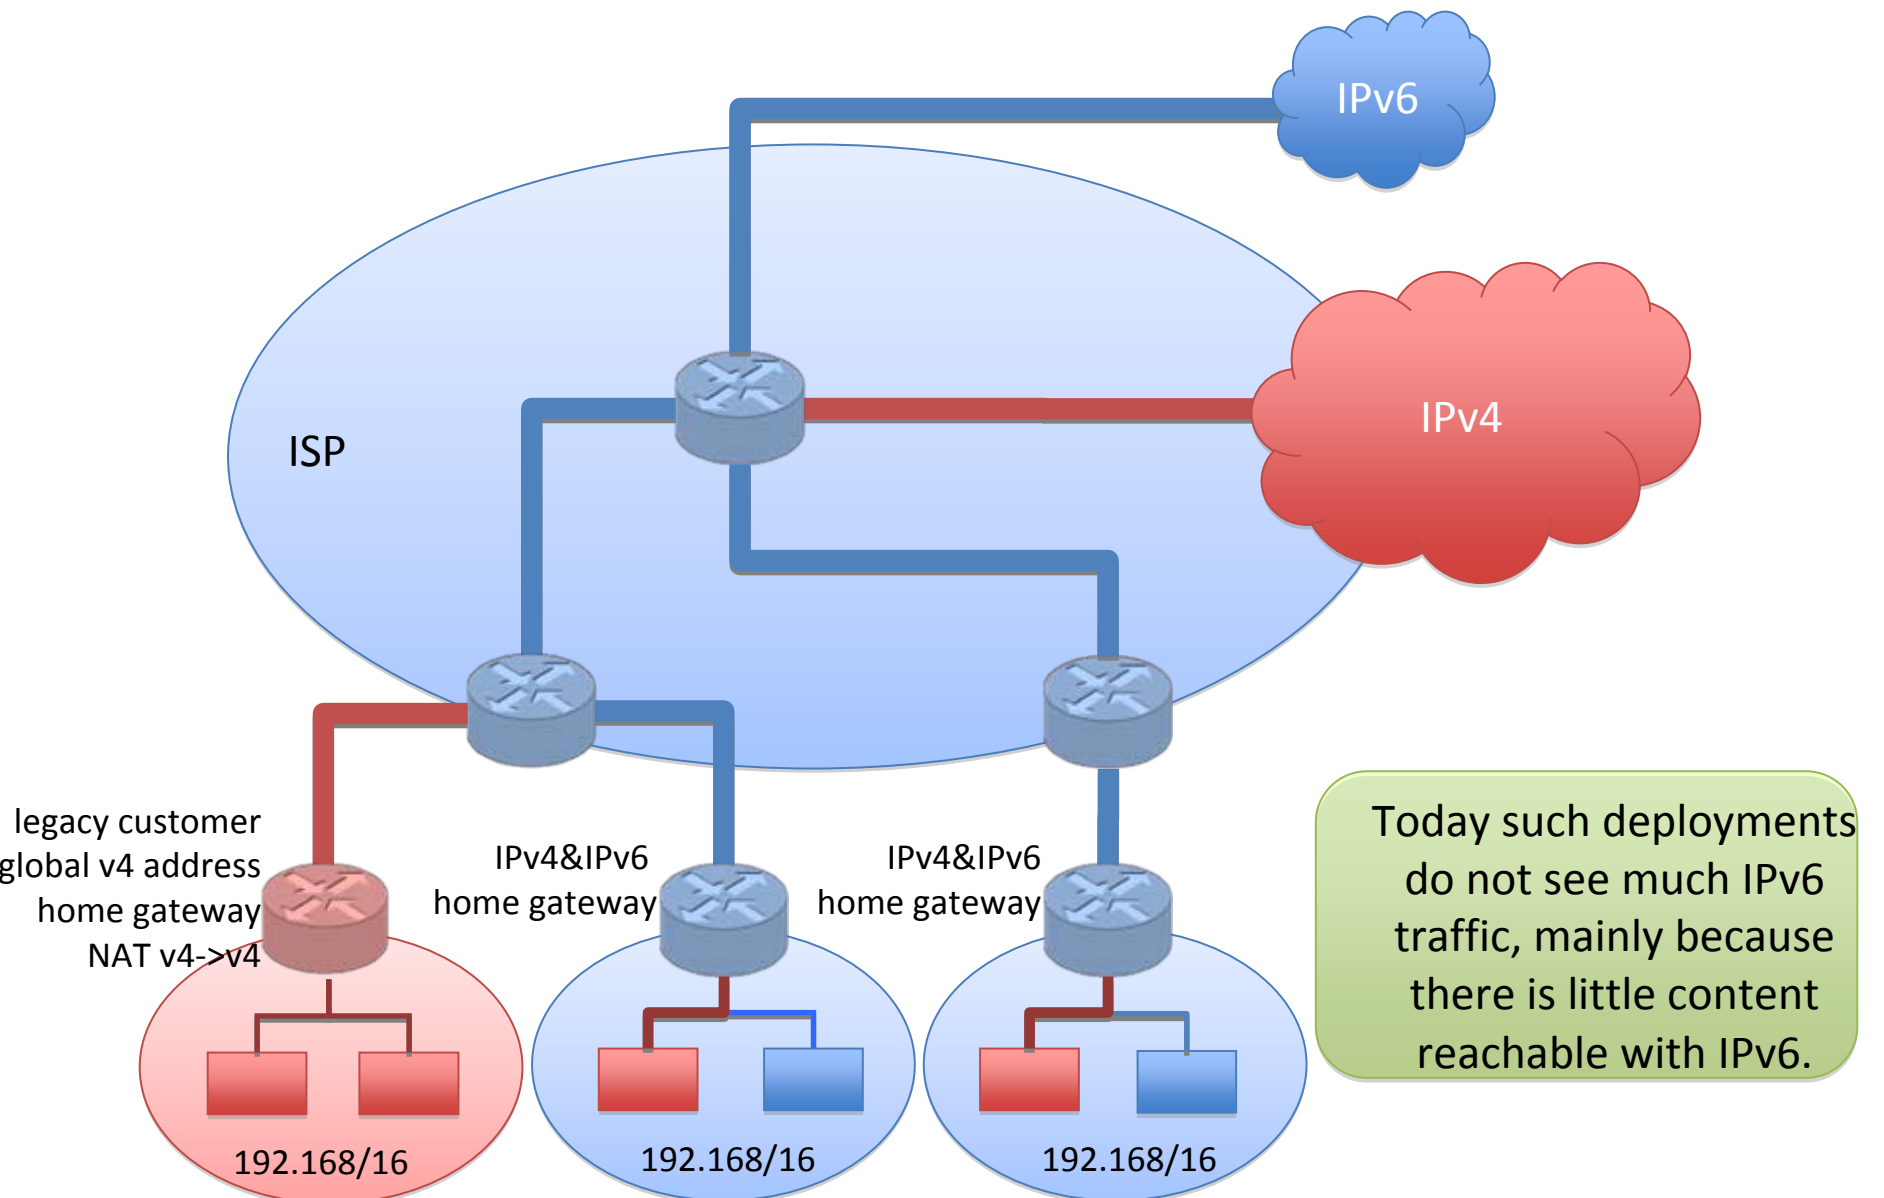 IPv6
IPv4
ISP
legacy customer
global v4 address
home gateway
NAT v4->v4
IPv4&IPv6
home gateway
IPv4&IPv6
home gateway
Today such deployments
do not see much IPv6
traffic, mainly because
there is little content
reachable with IPv6.
192.168/16
192.168/16
192.168/16